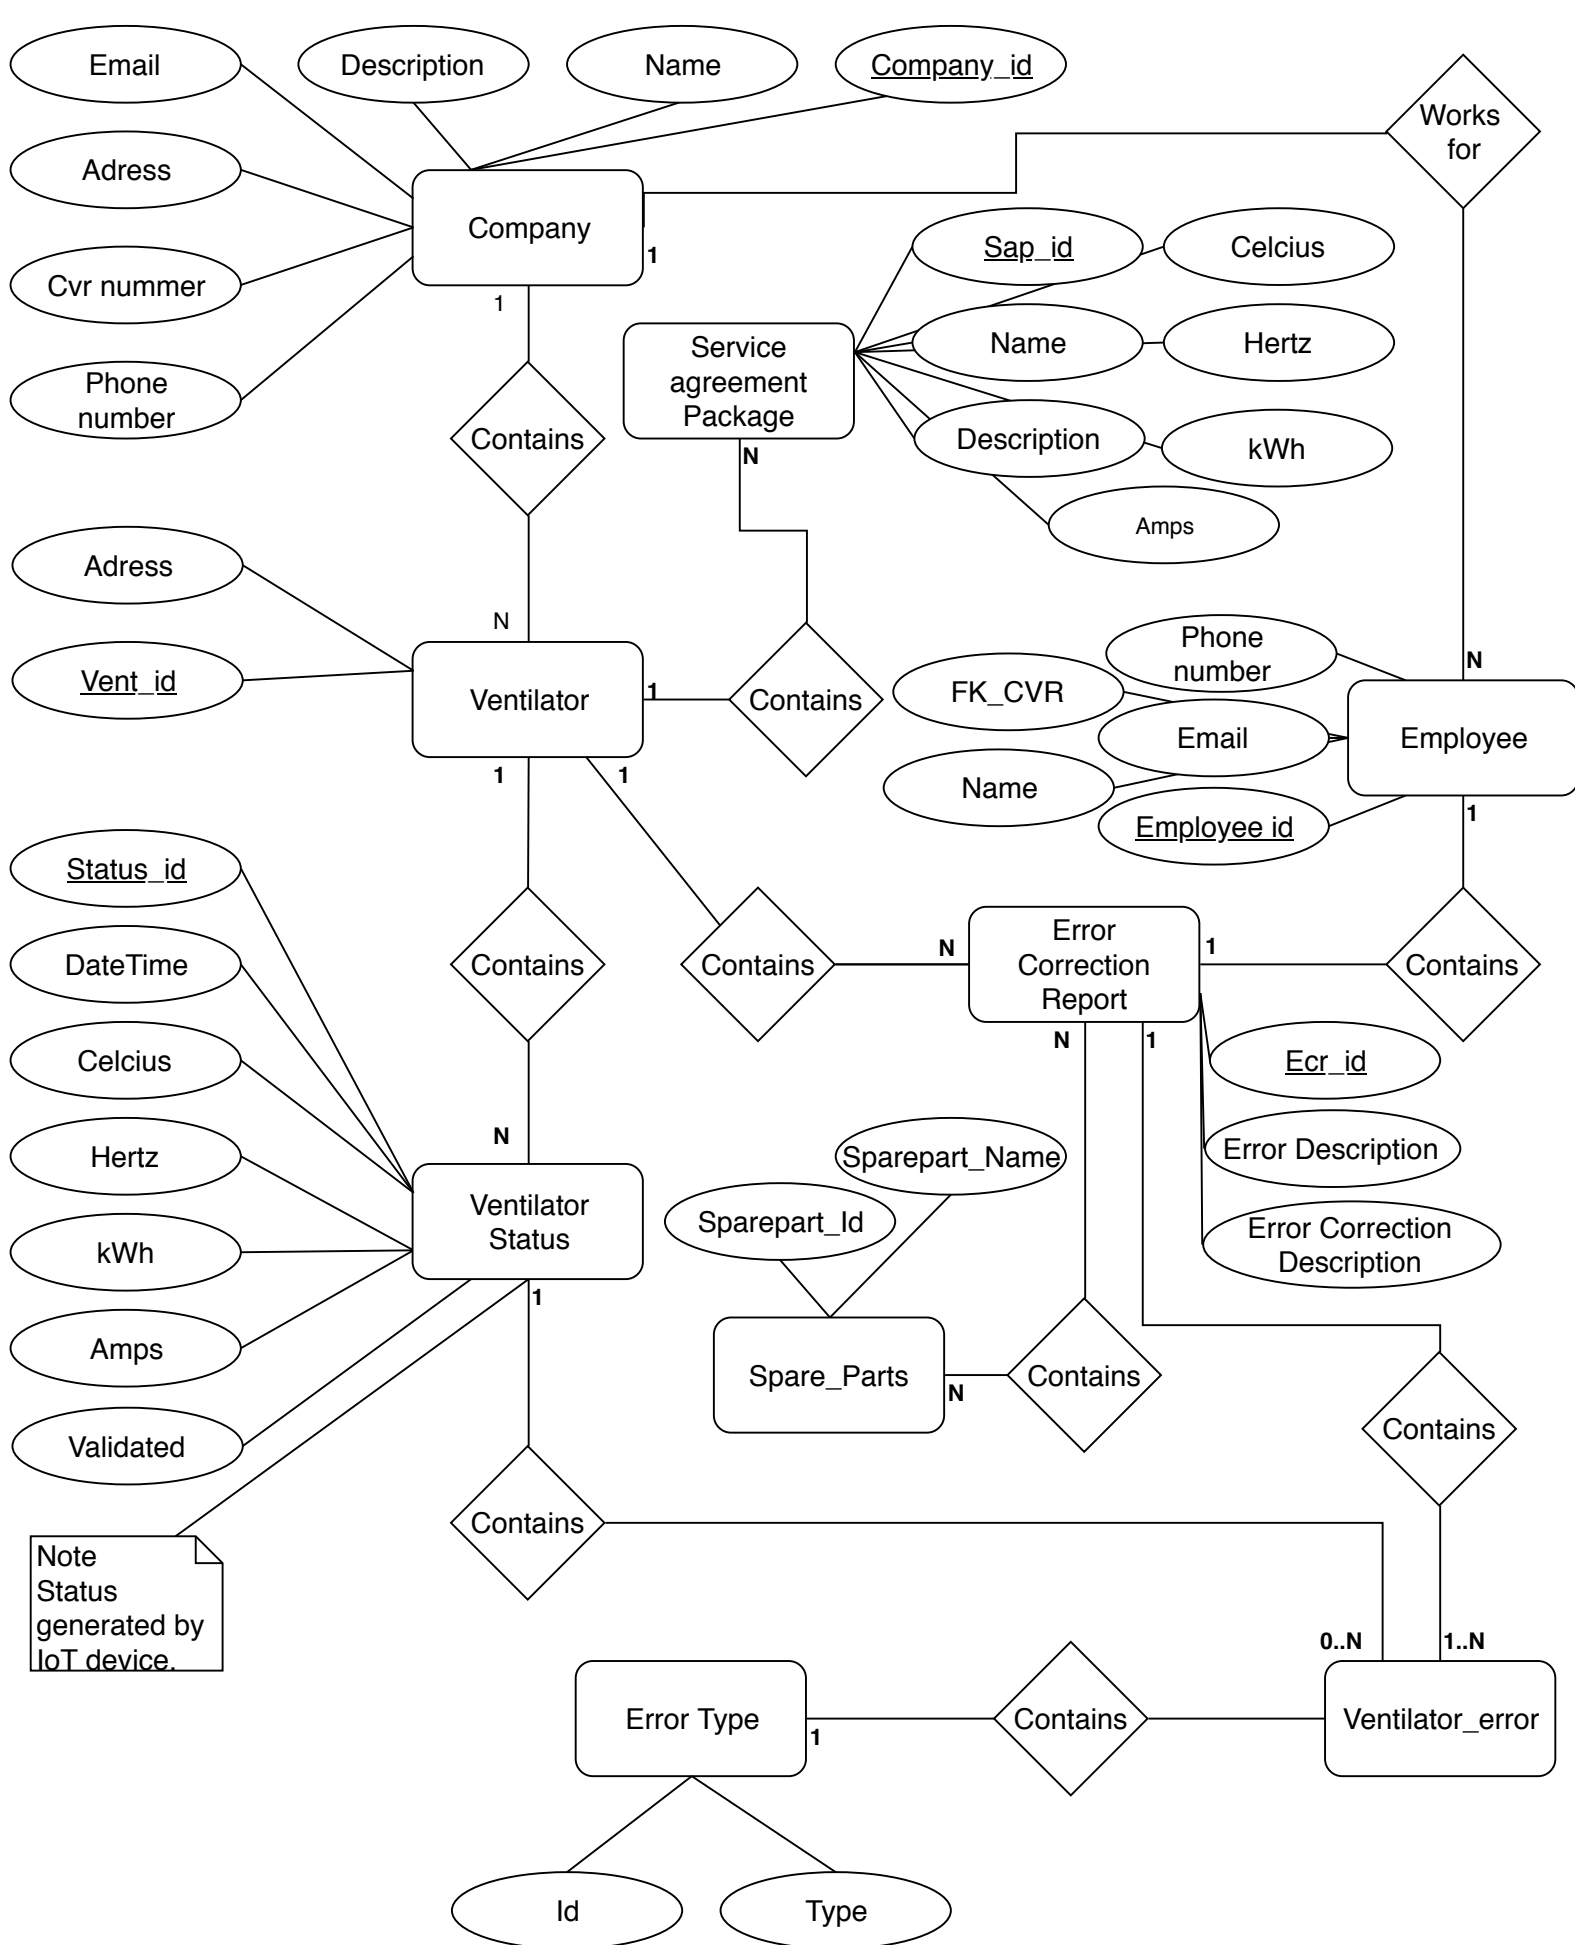 Email
Description
Name
Company_id
Works
for
Adress
Company
1
Sap_id
Celcius
Cvr nummer
1
Service
agreement
Package
Name
Hertz
Phone
number
Contains
N
Description
kWh
Amps
Adress
N
Phone
number
N
Vent_id
Ventilator
1
Contains
FK_CVR
Email
Employee
1
1
Name
Employee id
1
Status_id
DateTime
Contains
Contains
N
Error
Correction
Report
1
Contains
N
1
Celcius
Ecr_id
N
Hertz
Sparepart_Name
Error Description
Ventilator
Status
Sparepart_Id
Error Correction
Description
kWh
1
Amps
Spare_Parts
N
Contains
Validated
Contains
Contains
Note
Status
generated by
IoT device.
0..N
1..N
Error Type
1
Contains
Ventilator_error
Id
Type